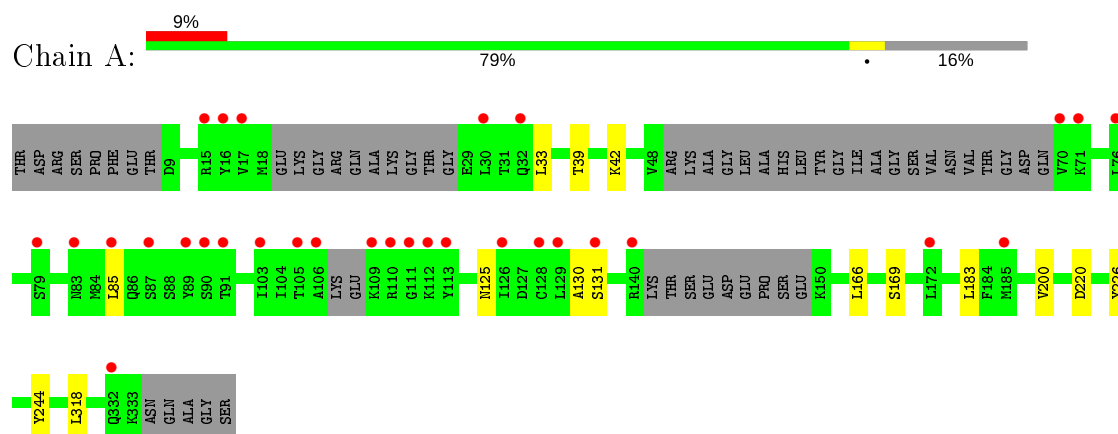 9%
Chain A:
79% • 16%
THR ASP ARG SER PRO PHE GLU THR D9 R15 Y16 V17 M18 GLU LYS GLY ARG GLN ALA LYS GLY THR GLY E29 L30 T31 Q32 L33 T39 K42 V48 ARG LYS ALA GLY LEU ALA HIS LEU TYR GLY ILE ALA GLY SER VAL ASN VAL THR GLY ASP GLN V70 K71 L76
S79 N83 M84 L85 Q86 S87 S88 Y89 S90 T91 I103 I104 T105 A106 LYS GLU K109 R110 G111 K112 Y113 N125 I126 D127 C128 L129 A130 S131 R140 LYS THR SER GLU ASP GLU PRO SER GLU K150 L166 S169 L172 L183 F184 M185 V200 D220 Y226
Y244 L318 Q332 K333 ASN GLN ALA GLY SER